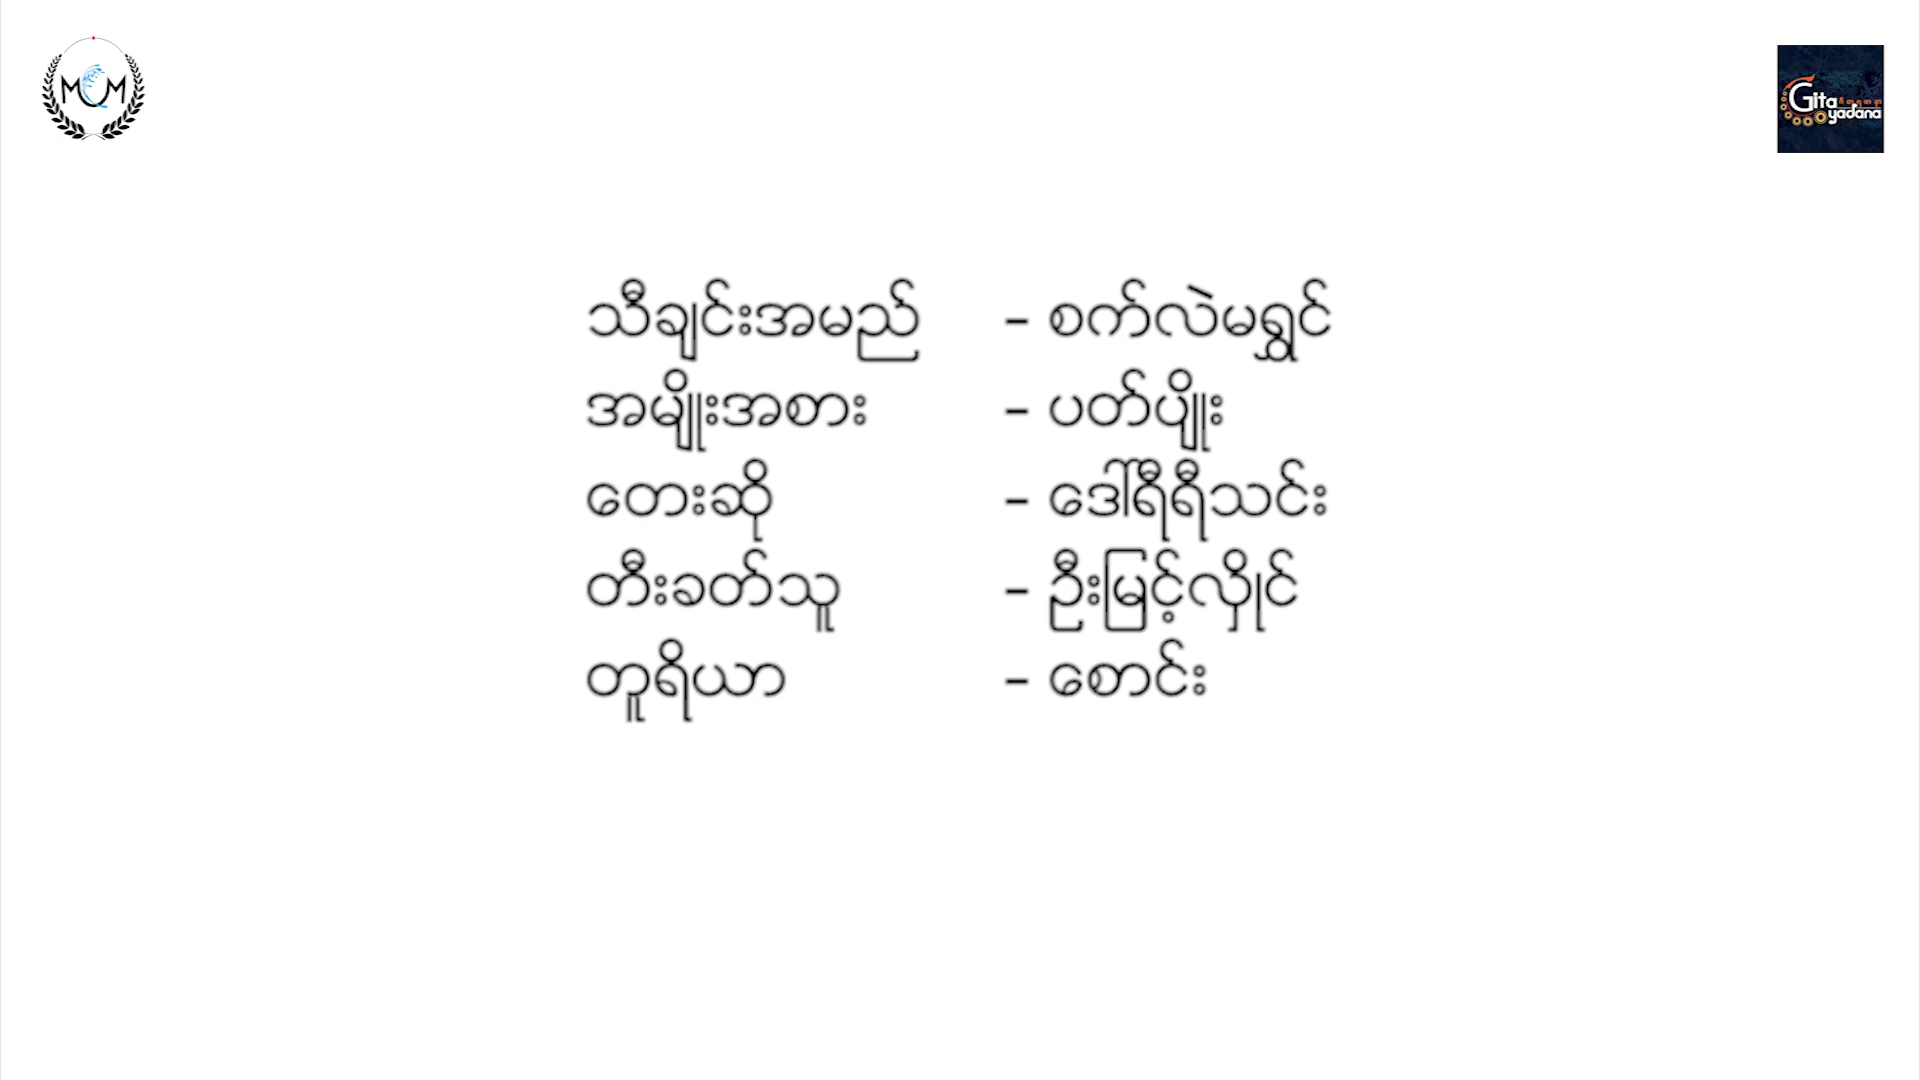 MQM
Gita
yadana
သီချင်းအမည် - စက်လဲမရွှင်
အမျိုးအစား - ပတ်ပျိုး
တေးဆို - ဒေါ်ရီရီသင်း
တီးခတ်သူ - ဦးမြင့်လှိုင်
တူရိယာ - စောင်း